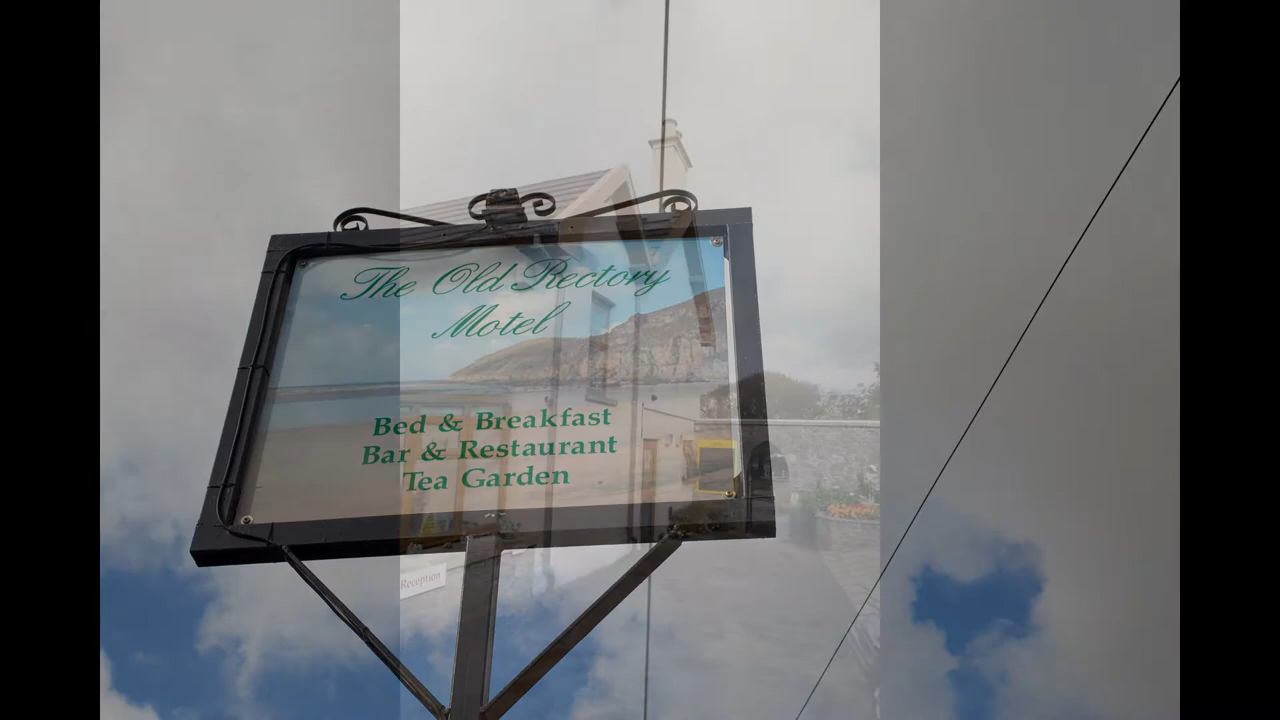 The Old Rectory
Motel
Bed & Breakfast
Bar & Restaurant
Tea Garden
Reception